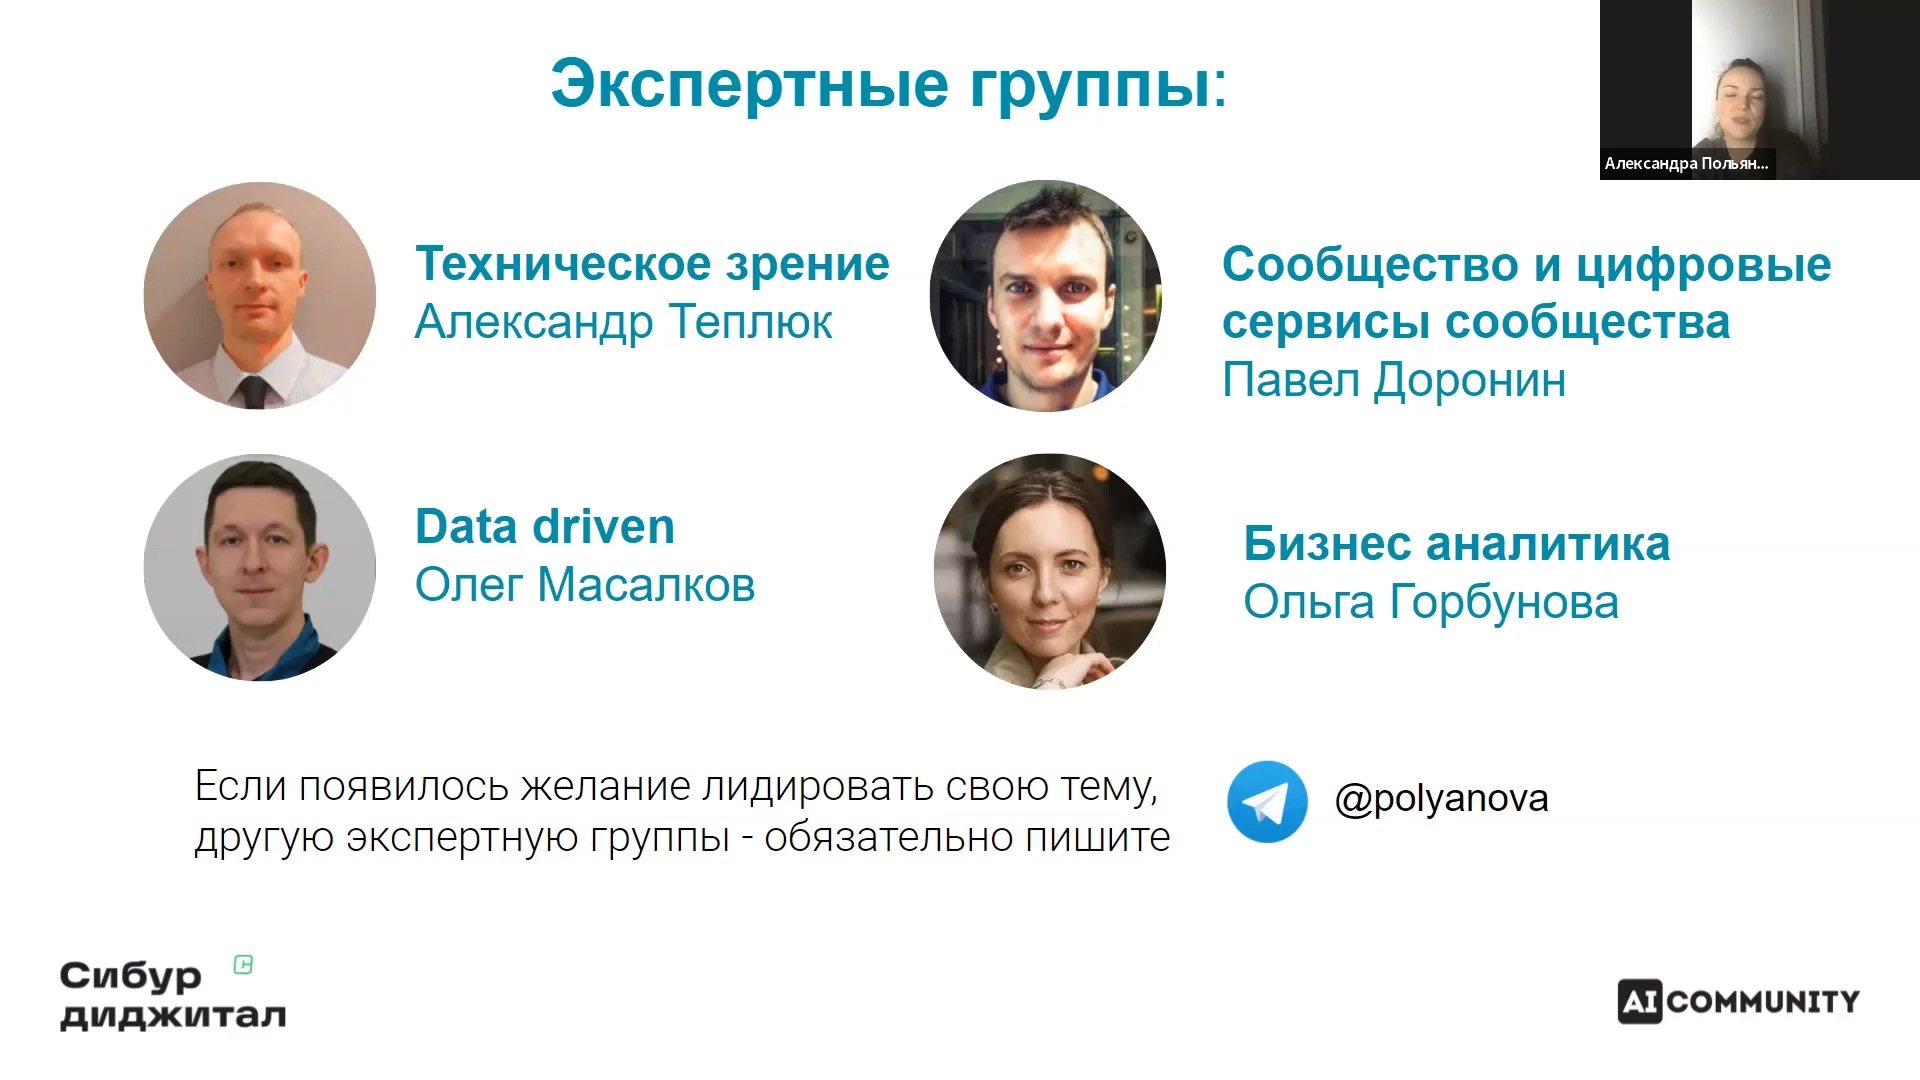 Экспертные группы:
Александра Польян...
Техническое зрение
Александр Теплюк
Сообщество и цифровые
сервисы сообщества
Павел Доронин
Data driven
Олег Масалков
Бизнес аналитика
Ольга Горбунова
Если появилось желание лидировать свою тему,
другую экспертную группы - обязательно пишите
@polyanova
Сибур
диджитал
AI COMMUNITY